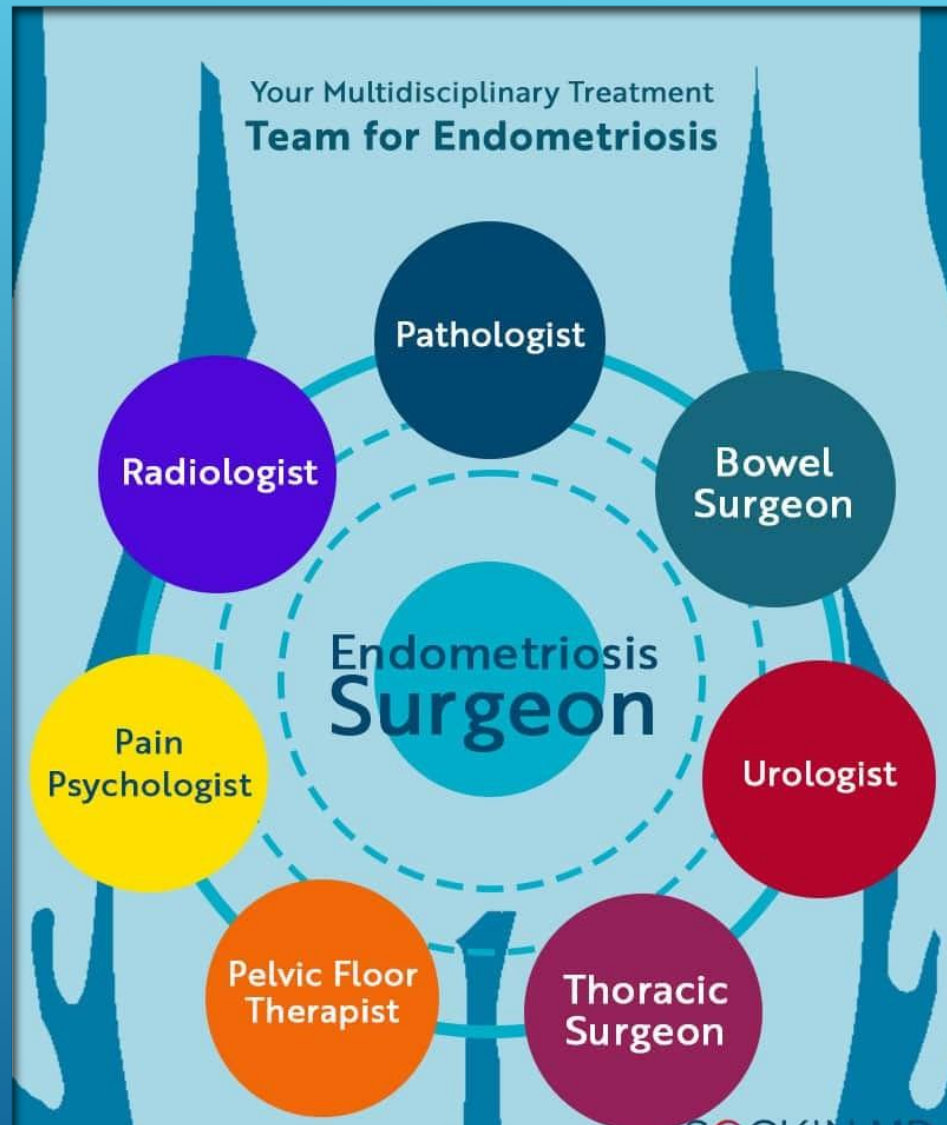 Your Multidisciplinary Treatment
Team for Endometriosis
Pathologist
Radiologist
Bowel
Surgeon
Endometriosis
Surgeon
Pain
Psychologist
Urologist
Pelvic Floor
Therapist
Thoracic
Surgeon